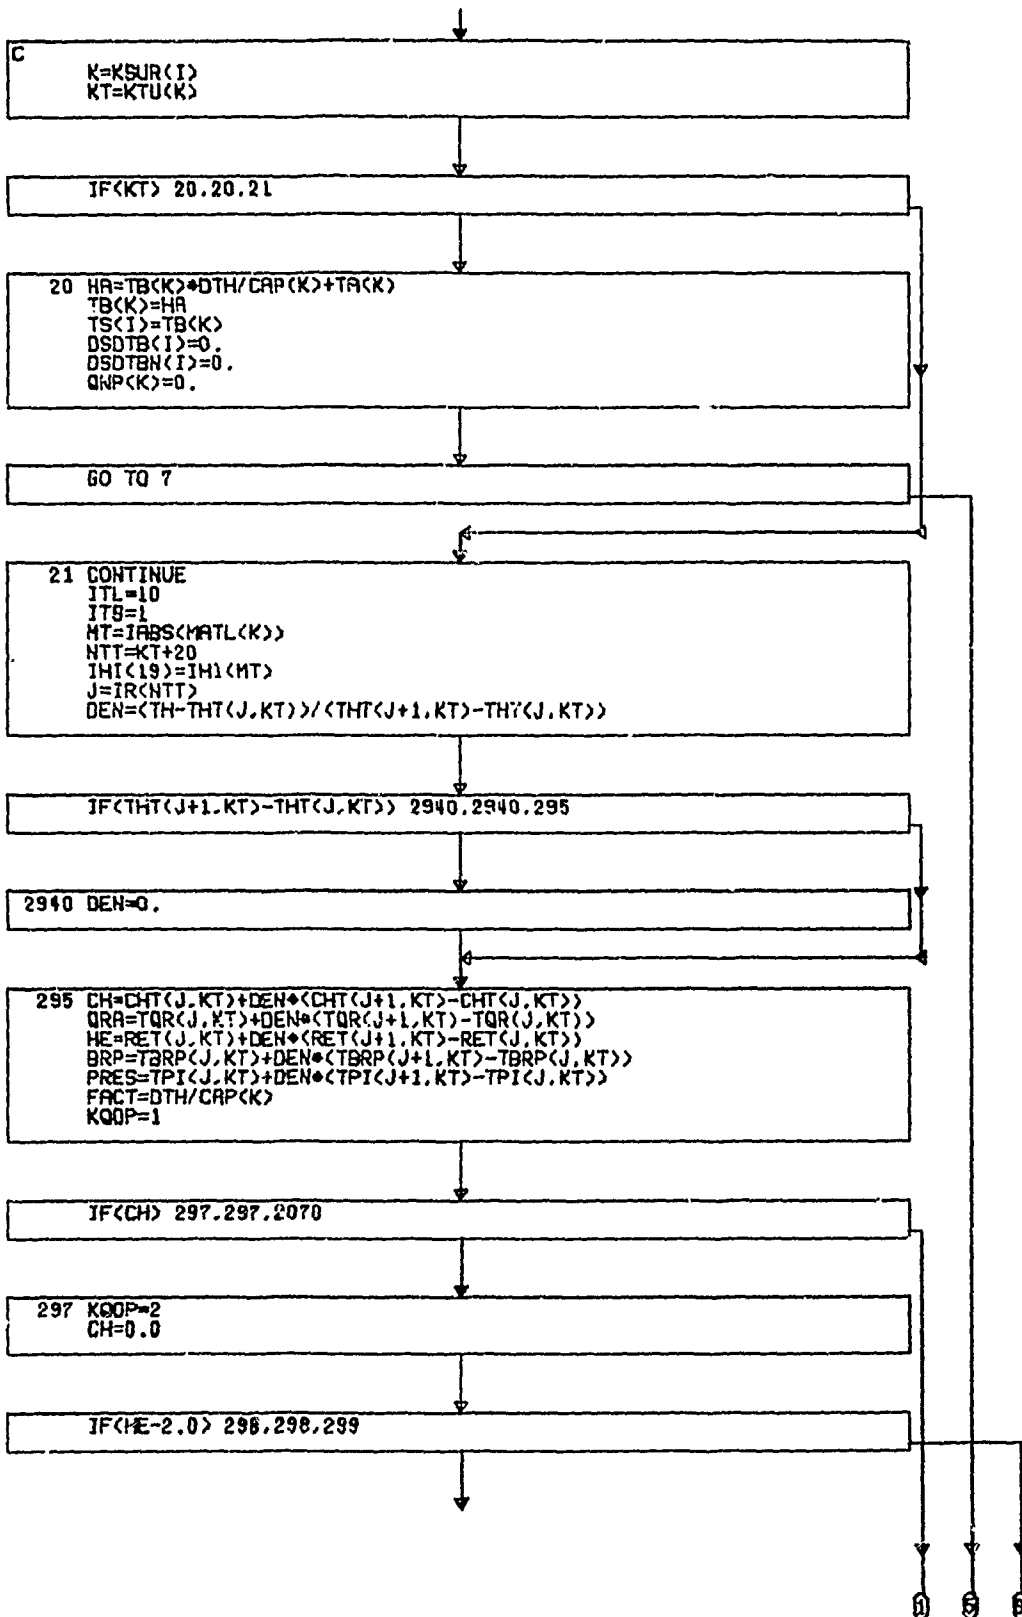 C
K=KSUR(I)
KT=KTU(K)
IF(KT) 20,20,21
20 HA=TB(K)*DTH/CAP(K)+TA(K)
TB(K)=HA
TS(I)=TB(K)
DSDTB(I)=0.
DSDTBN(I)=0.
QNP(K)=0.
GO TO 7
21 CONTINUE
ITL=10
ITS=1
MT=IABS(MATL(K))
NTT=KT+20
IHI(19)=IH1(MT)
J=IR(NTT)
DEN=(TH-THT(J,KT))/(THT(J+1,KT)-THT(J,KT))
IF(THT(J+1,KT)-THT(J,KT)) 2940,2940,295
2940 DEN=0.
295 CH=CHT(J,KT)+DEN*(CHT(J+1,KT)-CHT(J,KT))
QRA=TQR(J,KT)+DEN*(TQR(J+1,KT)-TQR(J,KT))
HE=RET(J,KT)+DEN*(RET(J+1,KT)-RET(J,KT))
BRP=TBRP(J,KT)+DEN*(TBRP(J+1,KT)-TBRP(J,KT))
PRES=TPI(J,KT)+DEN*(TPI(J+1,KT)-TPI(J,KT))
FACT=DTH/CAP(K)
KQOP=1
IF(CH) 297,297,2070
297 KQOP=2
CH=0.0
IF(HE-2.0) 298,298,299